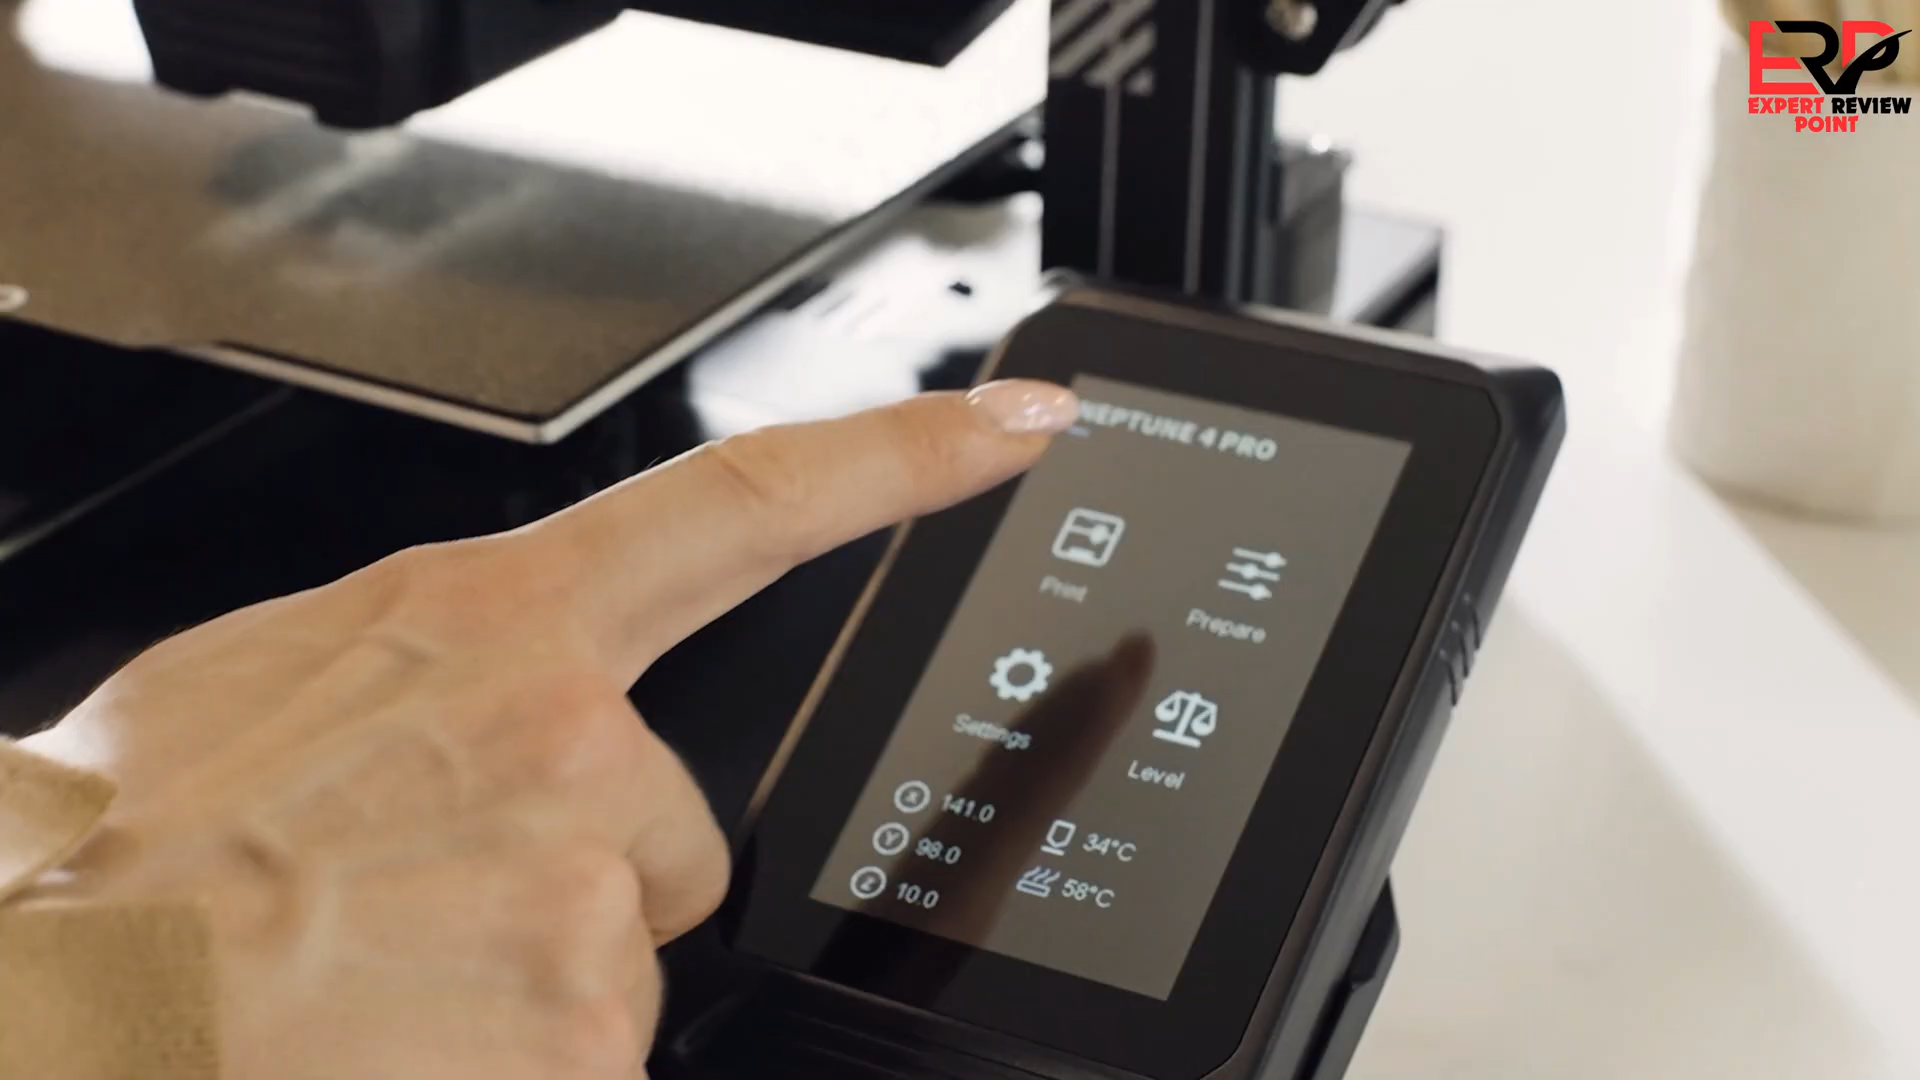 ERP
EXPERT REVIEW
POINT
NEPTUNE 4 PRO
Print
Prepare
Settings
Level
X 141.0
34°C
Y 98.0
58°C
Z 10.0